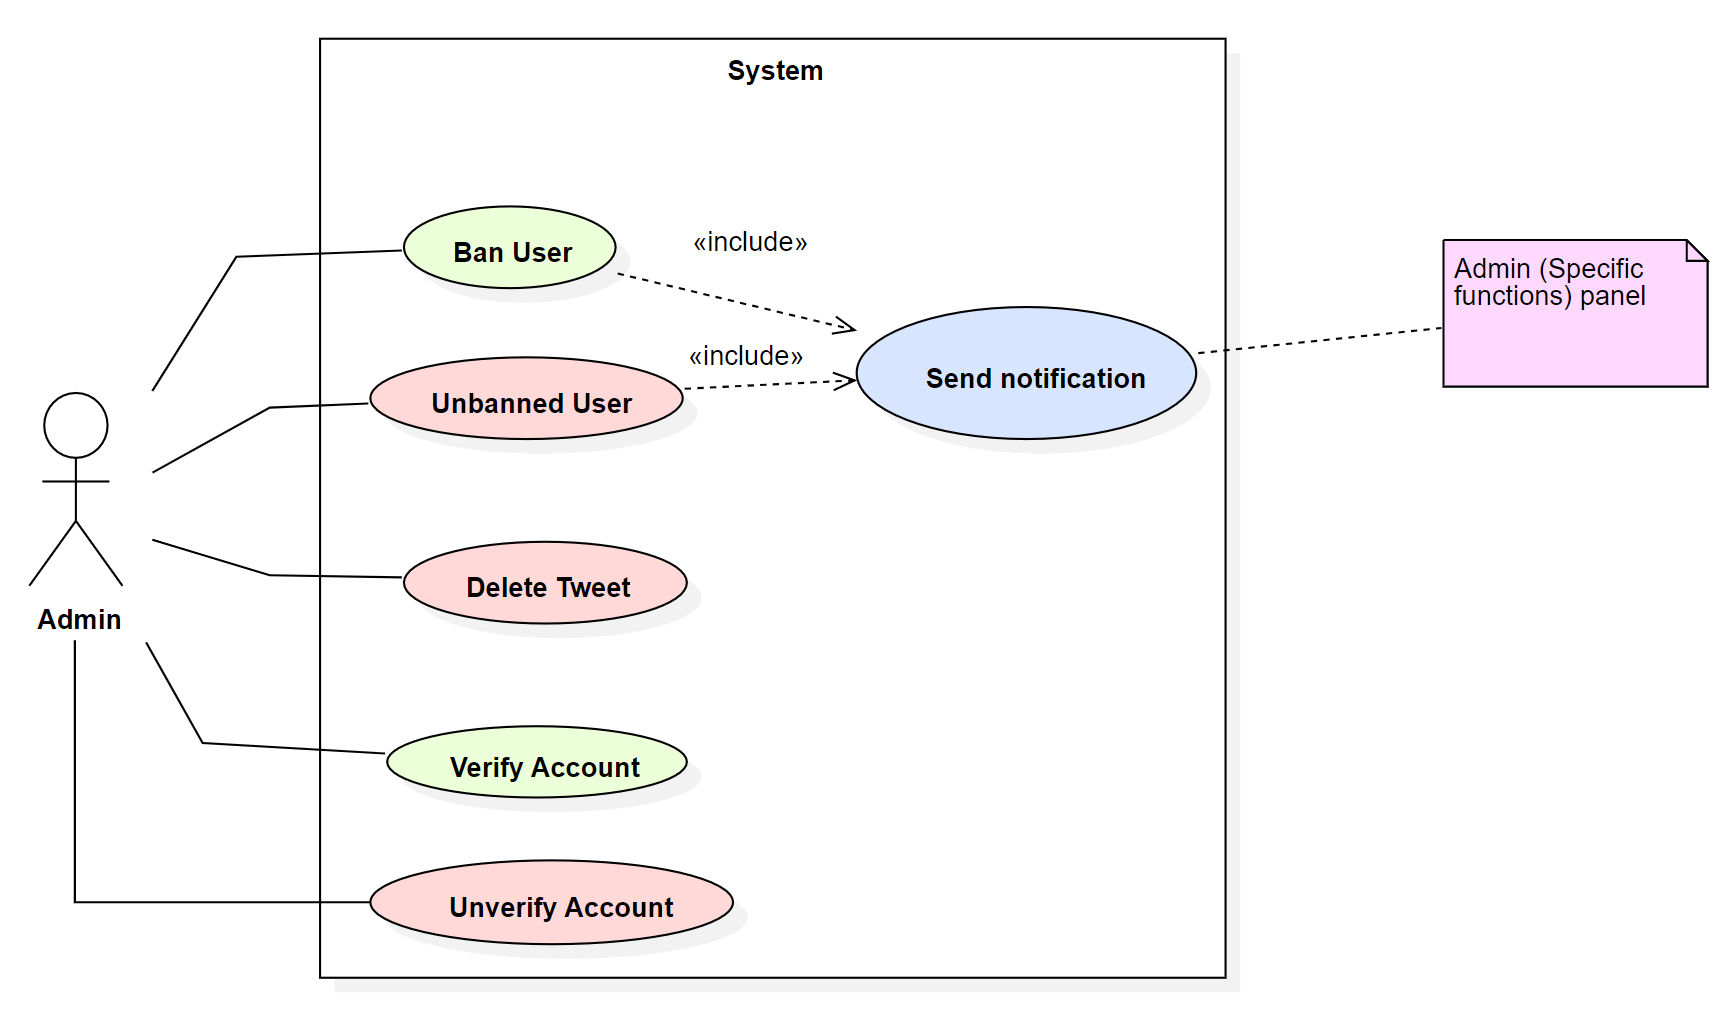 System
Ban User
«include»
Admin (Specific
functions) panel
«include»
Send notification
Unbanned User
Delete Tweet
Admin
Verify Account
Unverify Account